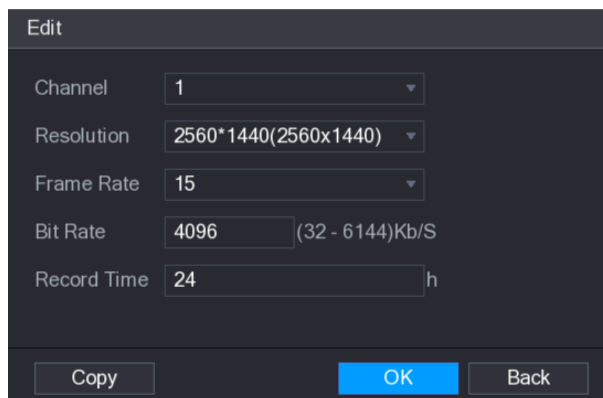 Edit
Channel 1
Resolution 2560*1440(2560x1440)
Frame Rate 15
Bit Rate 4096 (32 - 6144)Kb/S
Record Time 24 h
Copy OK Back